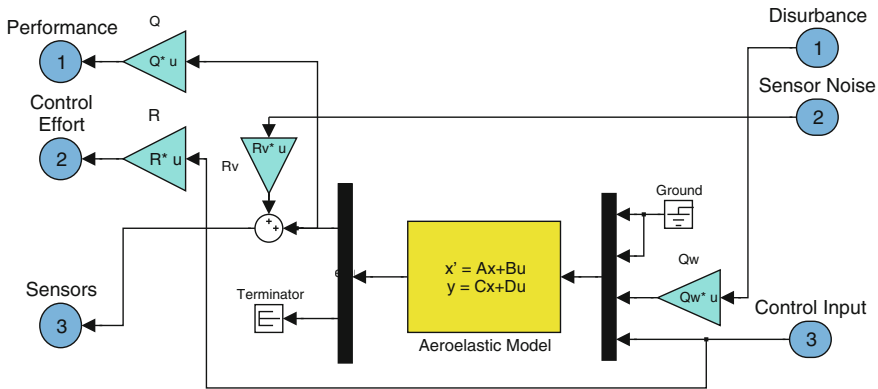 Performance
Q
1
Q* u
Control
Effort
R
2
R* u
Disurbance
1
Sensor Noise
2
Rv* u
Rv
+
+
Ground
x' = Ax+Bu
y = Cx+Du
Aeroelastic Model
Qw
Qw* u
Sensors
3
Terminator
Control Input
3